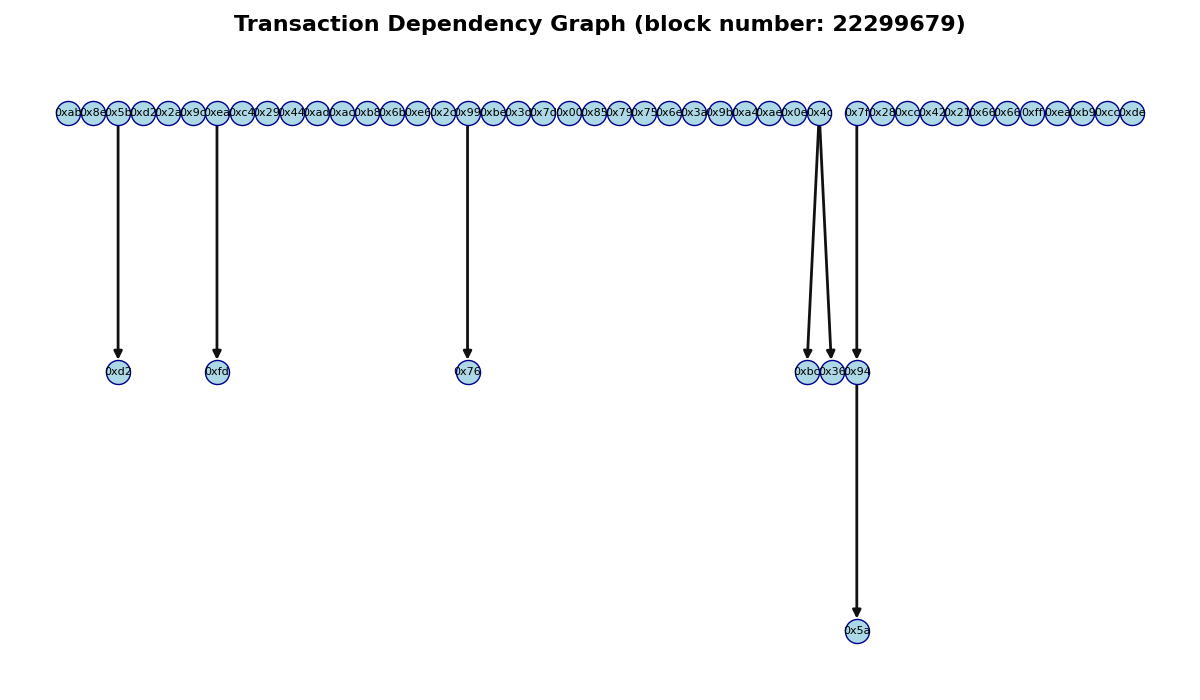 Transaction Dependency Graph (block number: 22299679)
0xab 0x8e 0x5b 0xd2 0x2a 0x9c 0xea 0xc4 0x29 0x44 0xad 0xac 0xb8 0x6b 0xe6 0x2c 0x99 0xbe 0x3c 0x7d 0x00 0x85 0x79 0x75 0x6e 0x3a 0x9b 0xa4 0xae 0x0e 0x4c 0x7f 0x28 0xcc 0x42 0x21 0x66 0x66 0xff 0xea 0xb9 0xcc 0xde
0xd2 0xfd 0x76 0xbc 0x36 0x94
0x5a